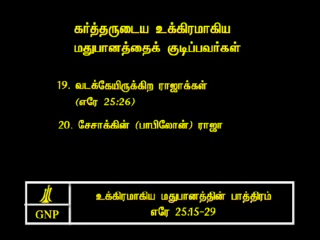 கர்த்தருடைய உக்கிரமாகிய
மதுபானத்தைக் குடிப்பவர்கள்
19. வடக்கேயிருக்கிற ராஜாக்கள்
(எரே 25:26)
20. சேசாக்கின் (பாபிலோன்) ராஜா
உக்கிரமாகிய மதுபானத்தின் பாத்திரம்
எரே 25:15-29
GNP